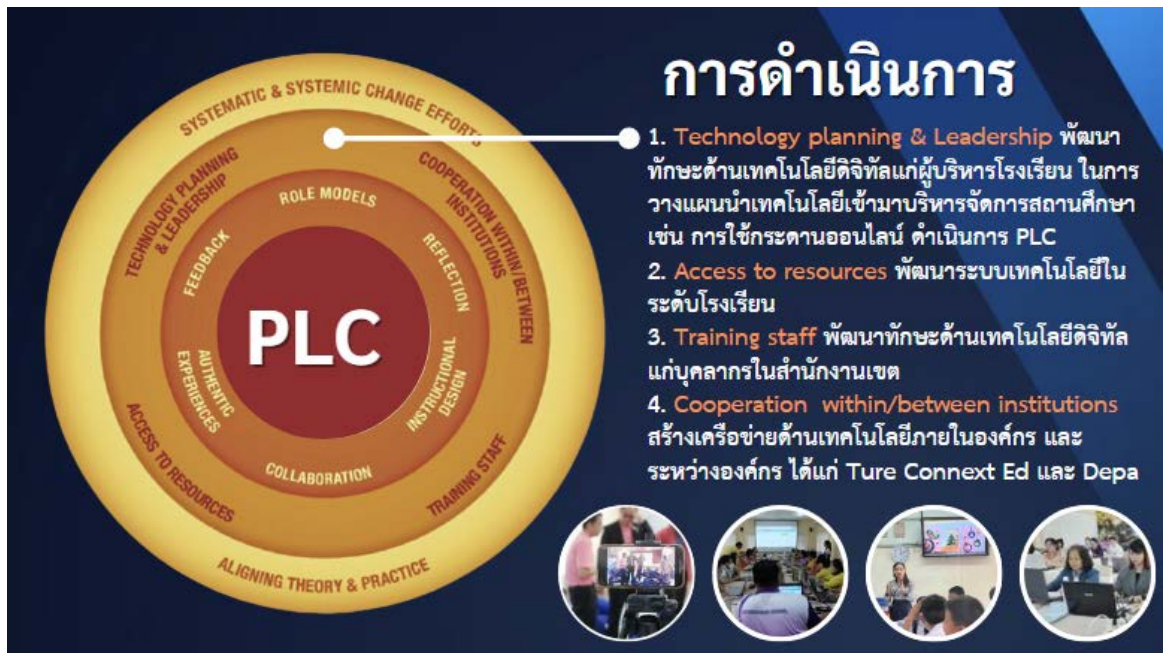 การดำเนินการ
1. Technology planning & Leadership พัฒนา
ทักษะด้านเทคโนโลยีดิจิทัลแก่ผู้บริหารโรงเรียน ในการ
วางแผนนำเทคโนโลยีเข้ามาบริหารจัดการสถานศึกษา
เช่น การใช้กระดานออนไลน์ ดำเนินการ PLC
2. Access to resources พัฒนาระบบเทคโนโลยีใน
ระดับโรงเรียน
3. Training staff พัฒนาทักษะด้านเทคโนโลยีดิจิทัล
แก่บุคลากรในสำนักงานเขต
4. Cooperation within/between institutions
สร้างเครือข่ายด้านเทคโนโลยีภายในองค์กร และ
ระหว่างองค์กร ได้แก่ Ture Connext Ed และ Depa
SYSTEMATIC & SYSTEMIC CHANGE EFFORTS
TECHNOLOGY PLANNING
& LEADERSHIP
COOPERATION WITHIN/BETWEEN
INSTITUTIONS
ROLE MODELS
FEEDBACK
REFLECTION
PLC
AUTHENTIC
EXPERIENCES
INSTRUCTIONAL
DESIGN
COLLABORATION
ACCESS TO RESOURCES
TRAINING STAFF
ALIGNING THEORY & PRACTICE